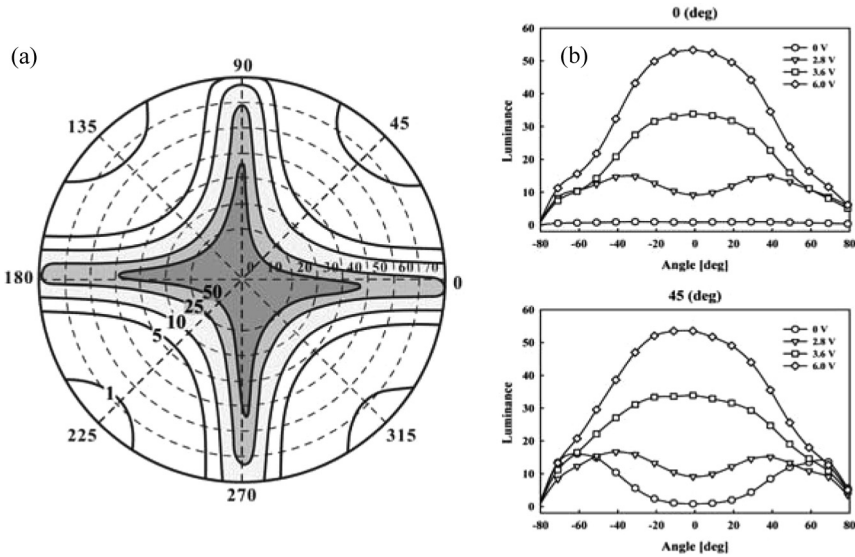 (a)
90
135
45
180
0 10 20 30 40 50 60 70
0
50
25
10
5
1
225
315
270
(b)
0 (deg)
Luminance
60
50
40
30
20
10
0
0 V
2.8 V
3.6 V
6.0 V
-80 -60 -40 -20 0 20 40 60 80
Angle [deg]
45 (deg)
Luminance
60
50
40
30
20
10
0
0 V
2.8 V
3.6 V
6.0 V
-80 -60 -40 -20 0 20 40 60 80
Angle [deg]